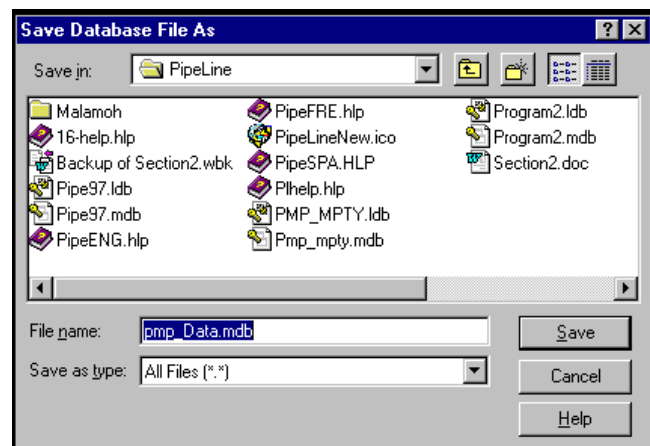 Save Database File As
Save in: PipeLine
Malamoh PipeFRE.hlp Program2.ldb
16-help.hlp PipeLineNew.ico Program2.mdb
Backup of Section2.wbk PipeSPA.HLP Section2.doc
Pipe97.ldb Plhelp.hlp
Pipe97.mdb PMP_MPTY.ldb
PipeENG.hlp Pmp_mpty.mdb
File name: pmp_Data.mdb Save
Save as type: All Files (*.*) Cancel
Help